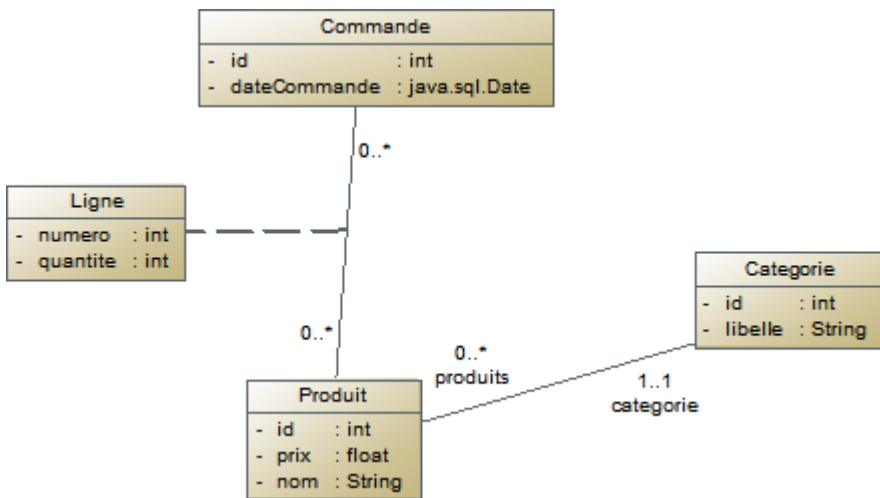 Commande
- id : int
- dateCommande : java.sql.Date
0..*
Ligne
- numero : int
- quantite : int
0..*
Categorie
- id : int
- libelle : String
0..*
produits
1..1
categorie
Produit
- id : int
- prix : float
- nom : String